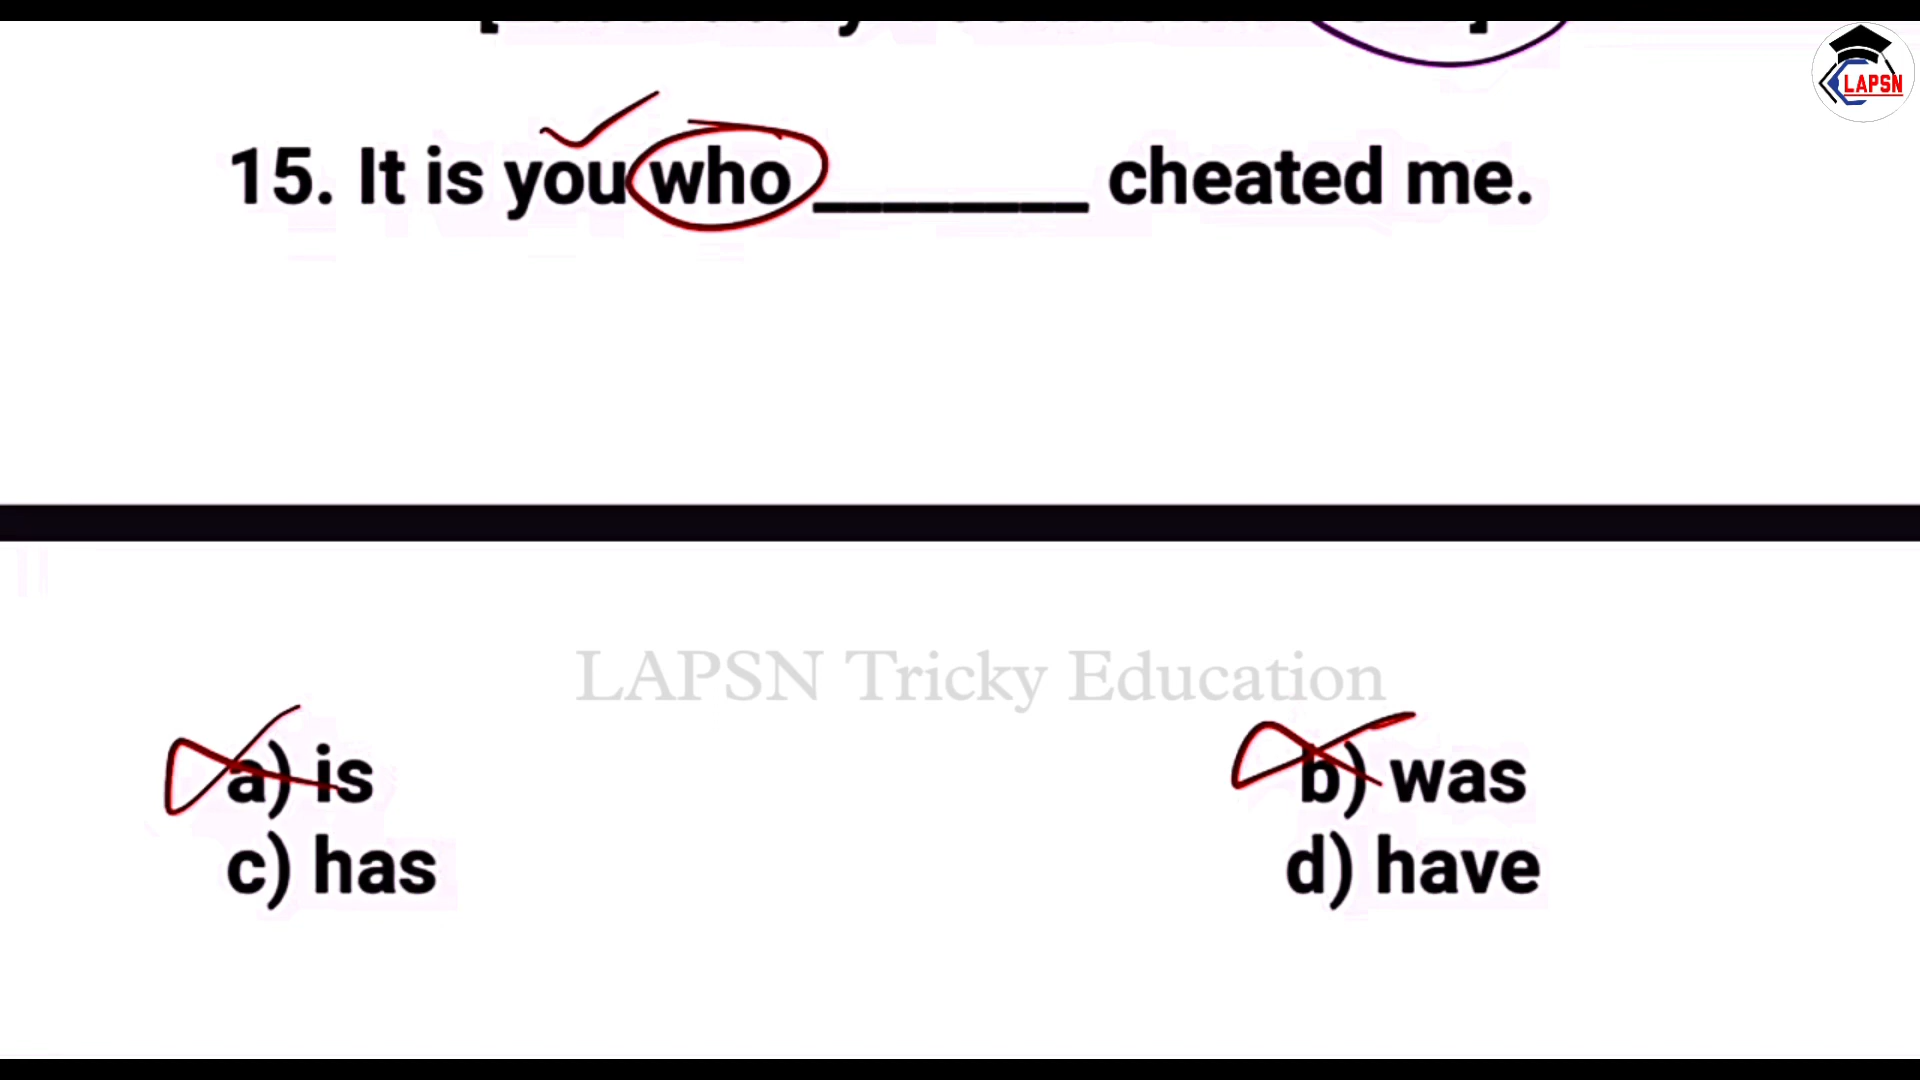 LAPSN
15. It is you who ________ cheated me.
LAPSN Tricky Education
a) is b) was
c) has d) have